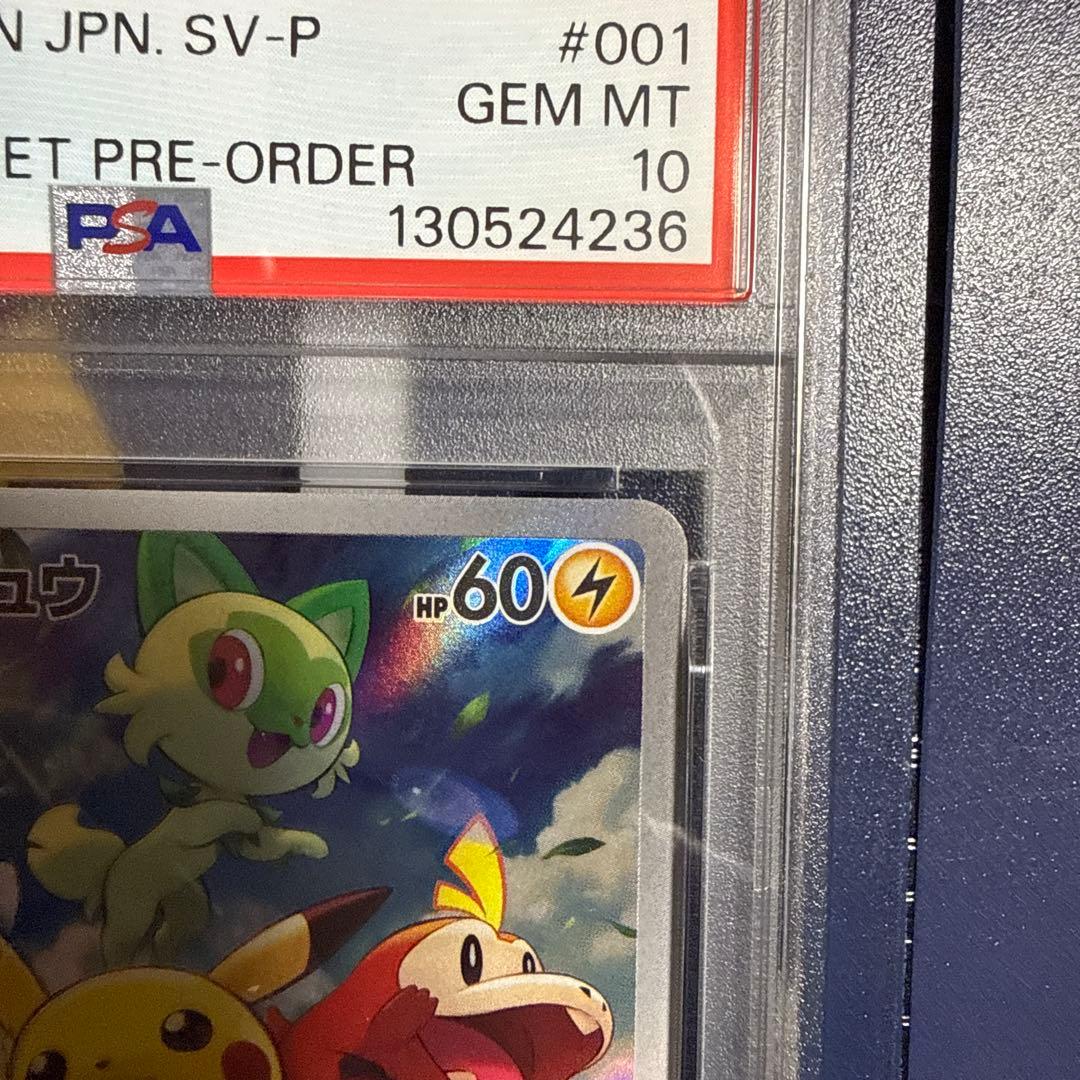 N JPN. SV-P #001
GEM MT
ET PRE-ORDER 10
PSA 130524236
ュウ HP60